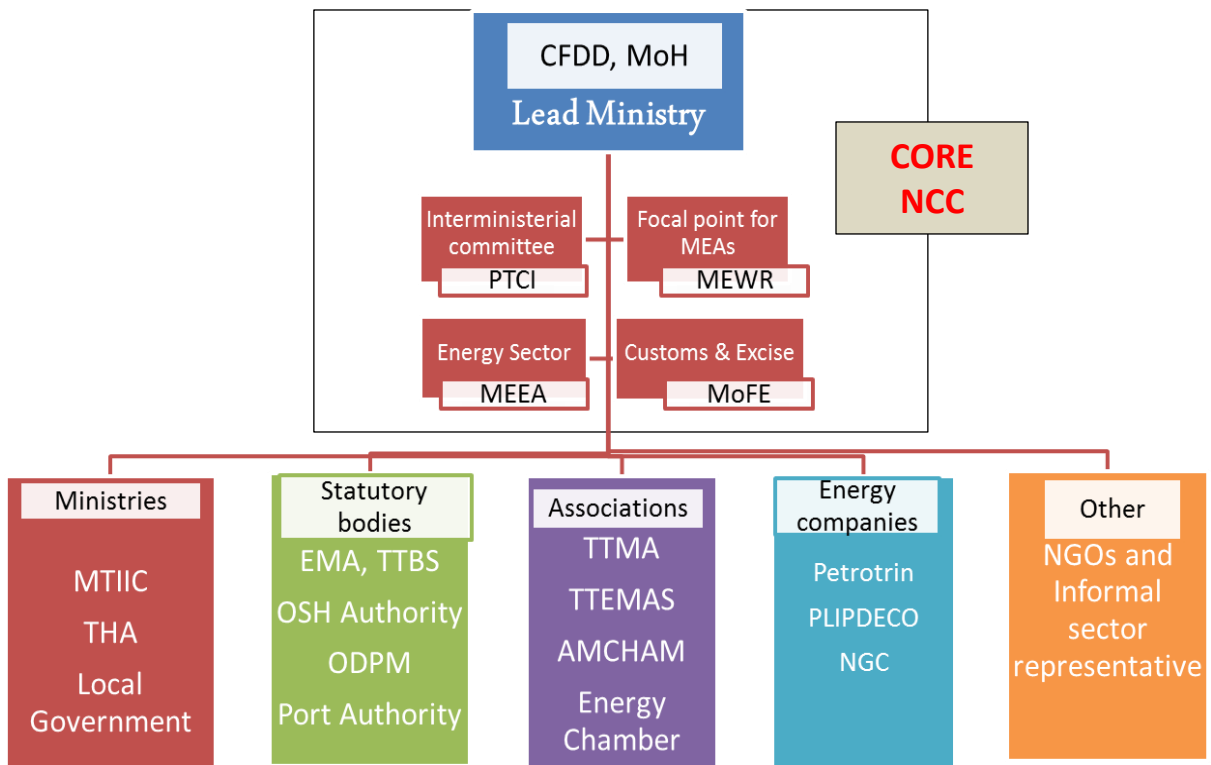 CFDD, MoH
Lead Ministry
CORE
NCC
Interministerial
committee
PTCI
Focal point for
MEAs
MEWR
Energy Sector
MEEA
Customs & Excise
MoFE
Ministries
MTIIC
THA
Local
Government
Statutory
bodies
EMA, TTBS
OSH Authority
ODPM
Port Authority
Associations
TTMA
TTEMAS
AMCHAM
Energy
Chamber
Energy
companies
Petrotrin
PLIPDECO
NGC
Other
NGOs and
Informal
sector
representative